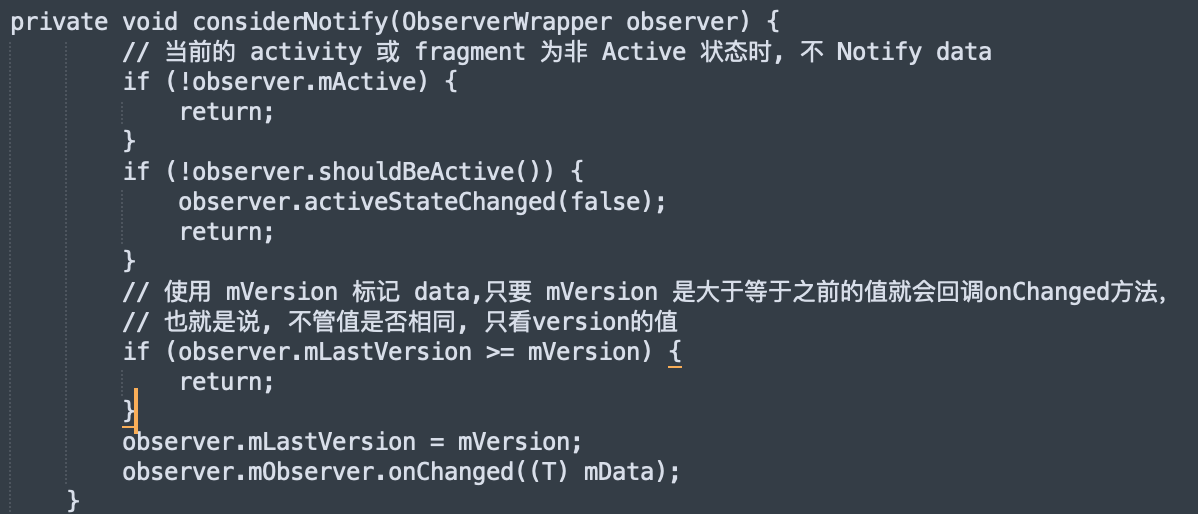 private void considerNotify(ObserverWrapper observer) {
// 当前的 activity 或 fragment 为非 Active 状态时, 不 Notify data
if (!observer.mActive) {
return;
}
if (!observer.shouldBeActive()) {
observer.activeStateChanged(false);
return;
}
// 使用 mVersion 标记 data,只要 mVersion 是大于等于之前的值就会回调onChanged方法,
// 也就是说, 不管值是否相同, 只看version的值
if (observer.mLastVersion >= mVersion) {
return;
}
observer.mLastVersion = mVersion;
observer.mObserver.onChanged((T) mData);
}